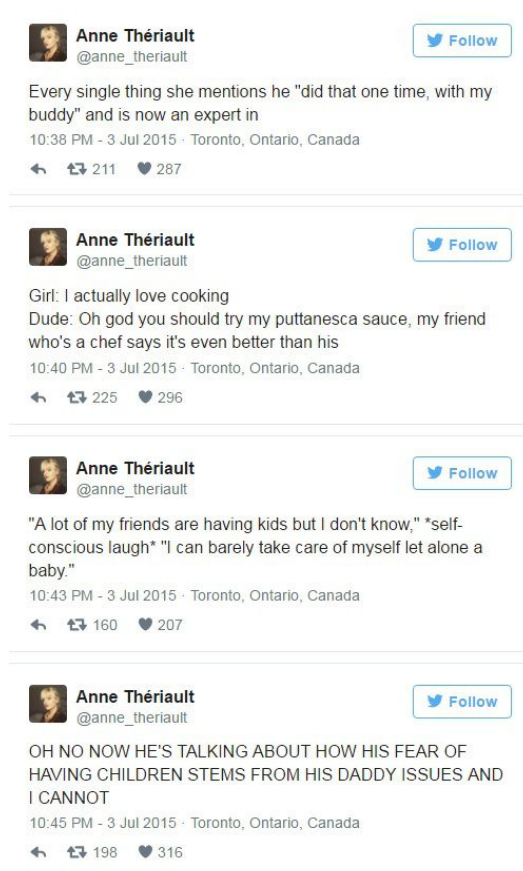 Anne Thériault
Follow
@anne_theriault
Every single thing she mentions he "did that one time, with my
buddy" and is now an expert in
10:38 PM - 3 Jul 2015 · Toronto, Ontario, Canada
211 287
Anne Thériault
Follow
@anne_theriault
Girl: I actually love cooking
Dude: Oh god you should try my puttanesca sauce, my friend
who's a chef says it's even better than his
10:40 PM - 3 Jul 2015 · Toronto, Ontario, Canada
225 296
Anne Thériault
Follow
@anne_theriault
"A lot of my friends are having kids but I don't know," *self-
conscious laugh* "I can barely take care of myself let alone a
baby."
10:43 PM - 3 Jul 2015 · Toronto, Ontario, Canada
160 207
Anne Thériault
Follow
@anne_theriault
OH NO NOW HE'S TALKING ABOUT HOW HIS FEAR OF
HAVING CHILDREN STEMS FROM HIS DADDY ISSUES AND
I CANNOT
10:45 PM - 3 Jul 2015 · Toronto, Ontario, Canada
198 316